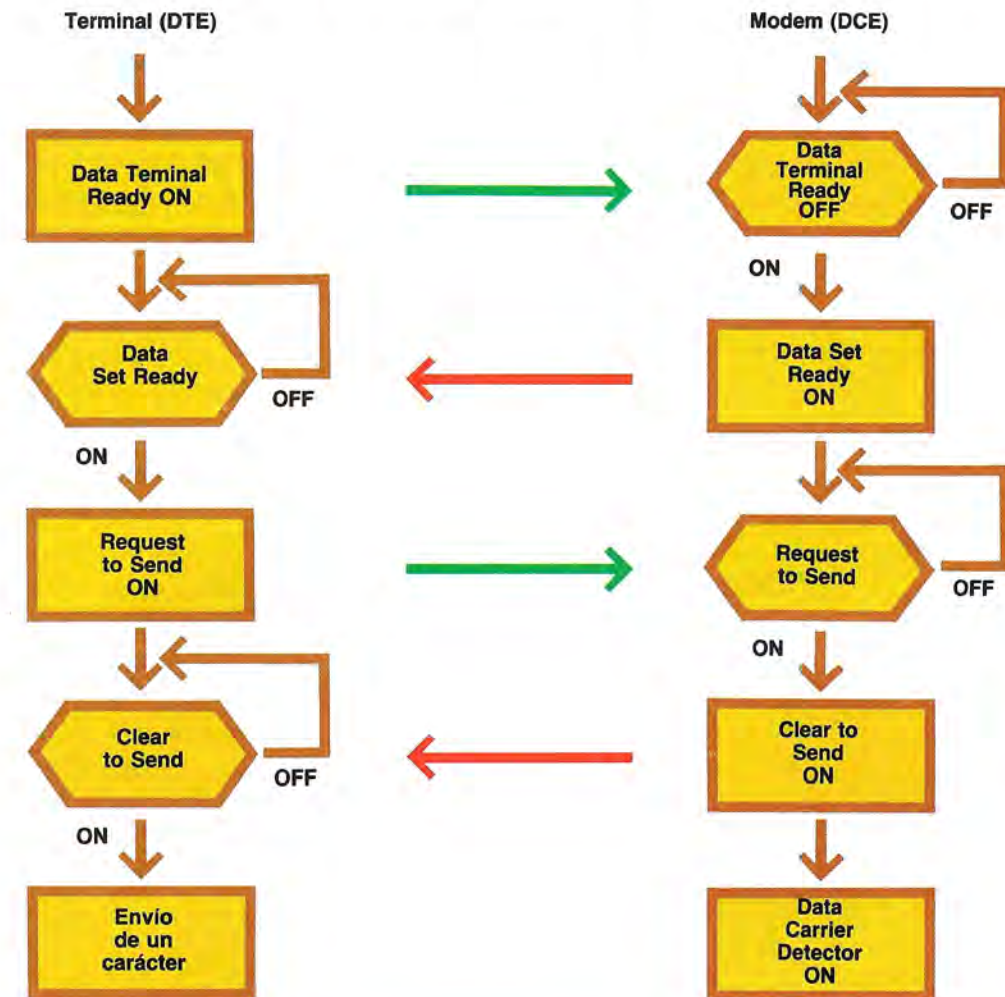 Terminal (DTE)
Modem (DCE)
Data Teminal
Ready ON
Data
Terminal
Ready
OFF
OFF
ON
Data
Set Ready
OFF
Data Set
Ready
ON
ON
Request
to Send
ON
Request
to Send
OFF
ON
Clear
to Send
OFF
Clear to
Send
ON
ON
Envío
de un
carácter
Data
Carrier
Detector
ON